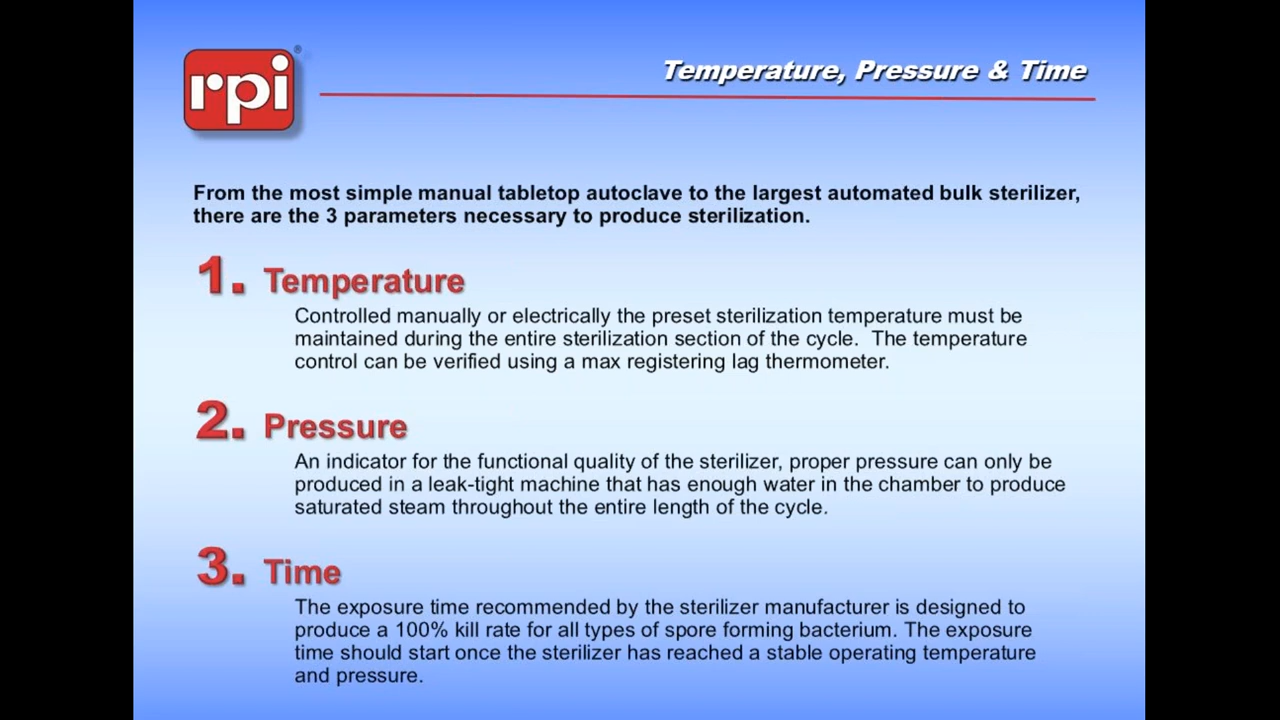 rpi®
Temperature, Pressure & Time
From the most simple manual tabletop autoclave to the largest automated bulk sterilizer,
there are the 3 parameters necessary to produce sterilization.
1. Temperature
Controlled manually or electrically the preset sterilization temperature must be
maintained during the entire sterilization section of the cycle.  The temperature
control can be verified using a max registering lag thermometer.
2. Pressure
An indicator for the functional quality of the sterilizer, proper pressure can only be
produced in a leak-tight machine that has enough water in the chamber to produce
saturated steam throughout the entire length of the cycle.
3. Time
The exposure time recommended by the sterilizer manufacturer is designed to
produce a 100% kill rate for all types of spore forming bacterium. The exposure
time should start once the sterilizer has reached a stable operating temperature
and pressure.